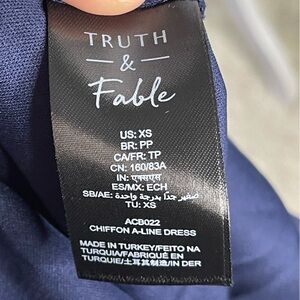 TRUTH
&
Fable
US: XS
BR: PP
CA/FR: TP
CN: 160/83A
IN: एक्सएस
ES/MX: ECH
SB/AE: صغير جدًا بدرجة واحدة
TU: XS
ACB022
CHIFFON A-LINE DRESS
MADE IN TURKEY/FEITO NA
TURQUIA/FABRIQUÉ EN
TURQUIE/土耳其制造/IN DER